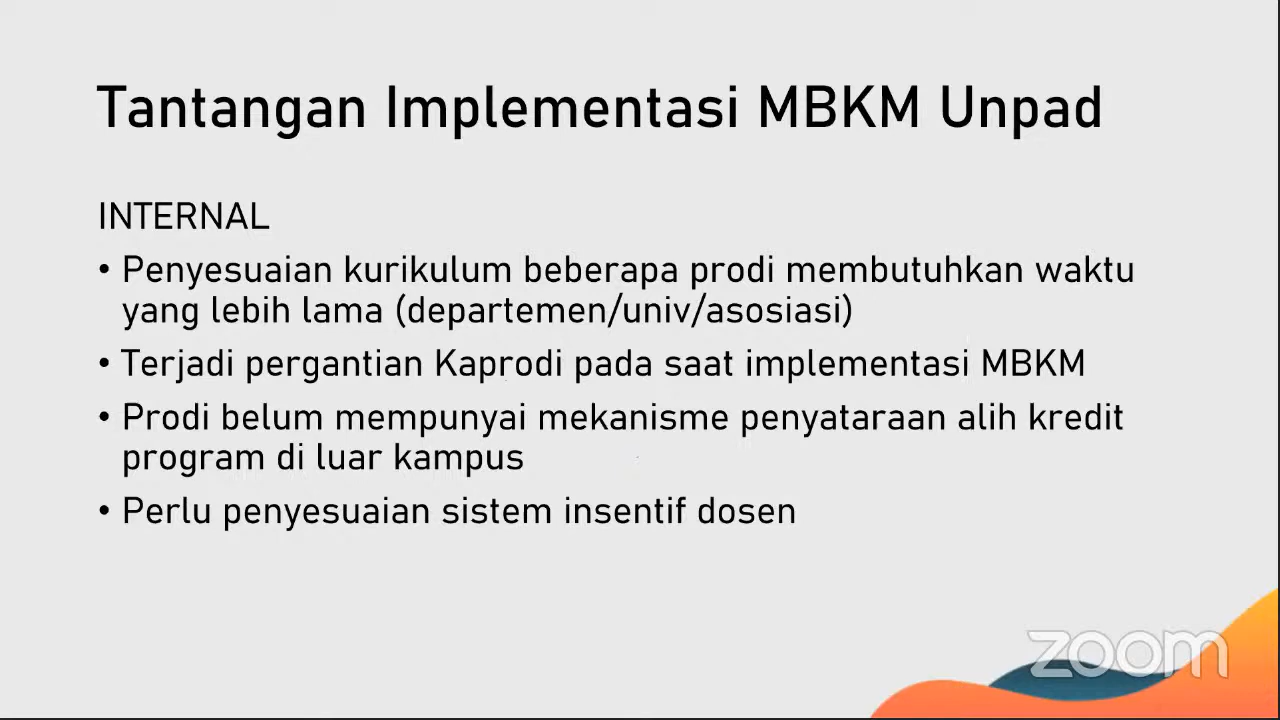 Tantangan Implementasi MBKM Unpad
INTERNAL
• Penyesuaian kurikulum beberapa prodi membutuhkan waktu
yang lebih lama (departemen/univ/asosiasi)
• Terjadi pergantian Kaprodi pada saat implementasi MBKM
• Prodi belum mempunyai mekanisme penyataraan alih kredit
program di luar kampus
• Perlu penyesuaian sistem insentif dosen
zoom